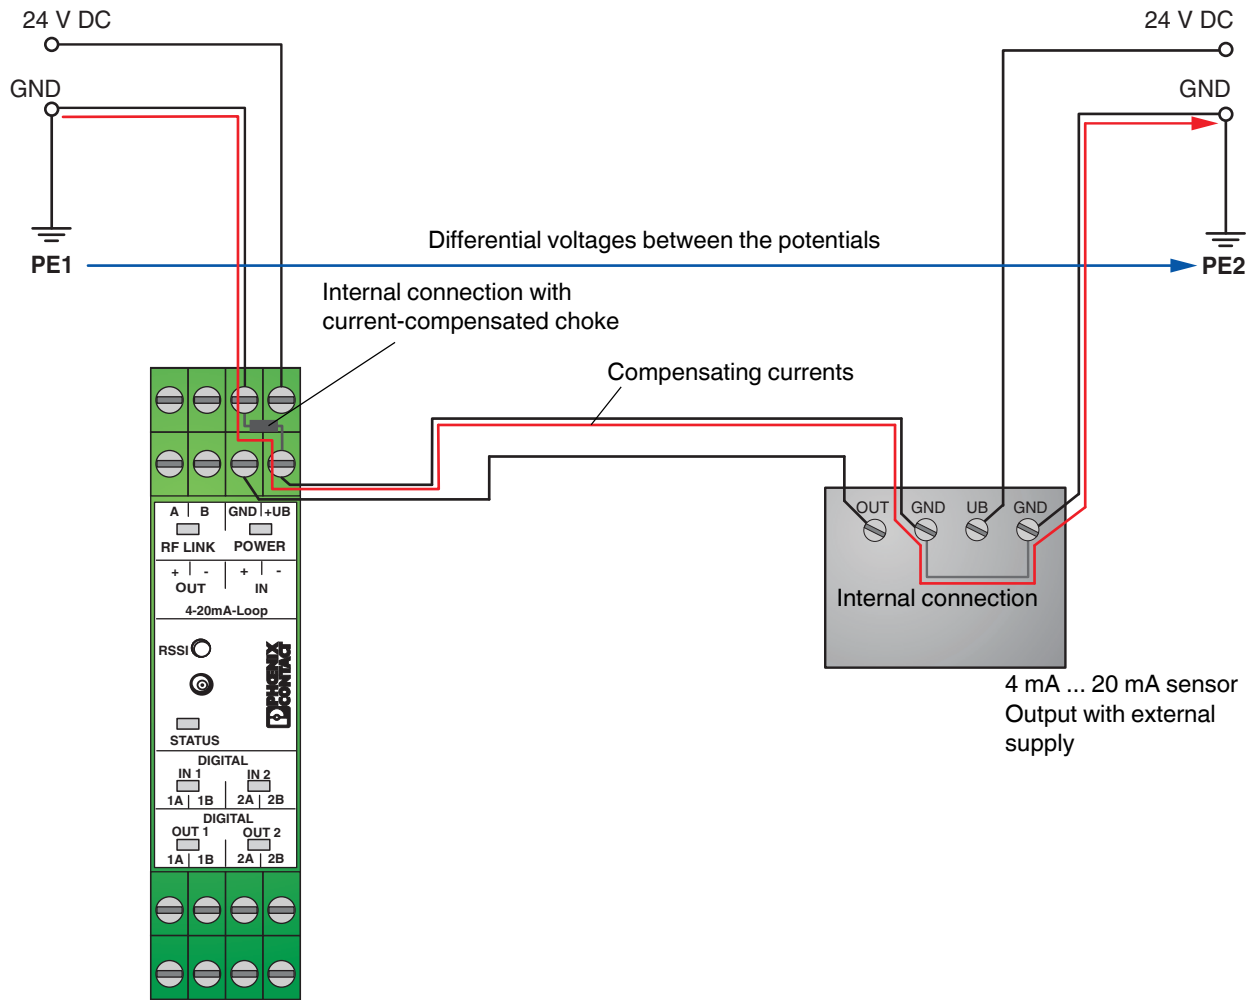 24 V DC
24 V DC
GND
GND
Differential voltages between the potentials
PE1
PE2
Internal connection with
current-compensated choke
Compensating currents
A B GND +UB
RF LINK POWER
+ - + -
OUT IN
4-20mA-Loop
RSSI
PHŒNIX
CONTACT
STATUS
DIGITAL
IN 1 IN 2
1A 1B 2A 2B
DIGITAL
OUT 1 OUT 2
1A 1B 2A 2B
OUT GND UB GND
Internal connection
4 mA ... 20 mA sensor
Output with external
supply